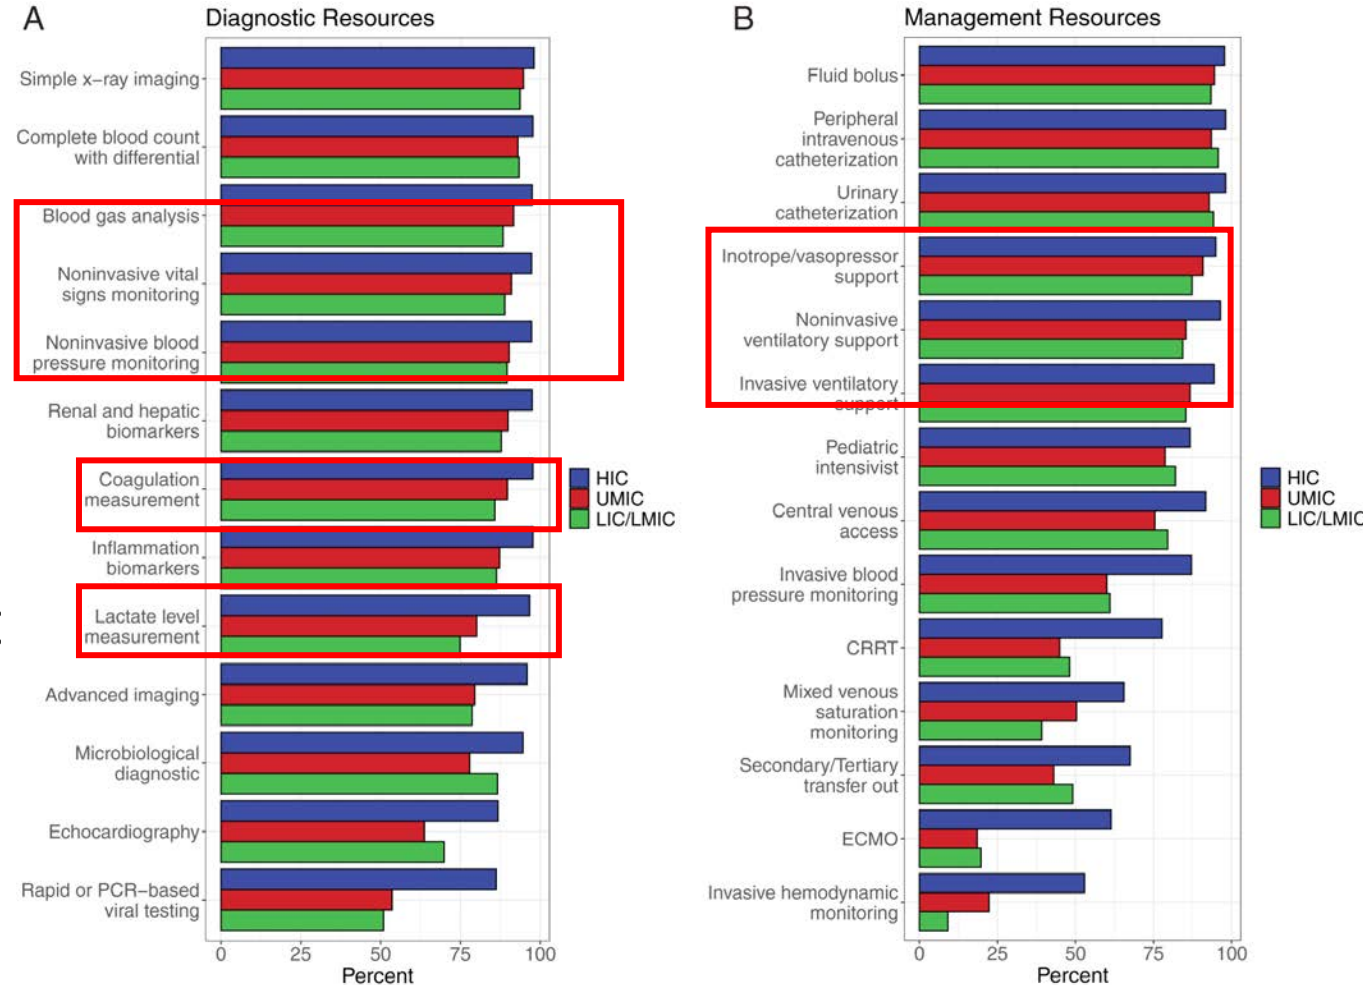 A
Diagnostic Resources
Simple x−ray imaging
Complete blood count
with differential
Blood gas analysis
Noninvasive vital
signs monitoring
Noninvasive blood
pressure monitoring
Renal and hepatic
biomarkers
Coagulation
measurement
Inflammation
biomarkers
Lactate level
measurement
Advanced imaging
Microbiological
diagnostic
Echocardiography
Rapid or PCR−based
viral testing
0 25 50 75 100
Percent
HIC
UMIC
LIC/LMIC
B
Management Resources
Fluid bolus
Peripheral
intravenous
catheterization
Urinary
catheterization
Inotrope/vasopressor
support
Noninvasive
ventilatory support
Invasive ventilatory
support
Pediatric
intensivist
Central venous
access
Invasive blood
pressure monitoring
CRRT
Mixed venous
saturation
monitoring
Secondary/Tertiary
transfer out
ECMO
Invasive hemodynamic
monitoring
0 25 50 75 100
Percent
HIC
UMIC
LIC/LMIC